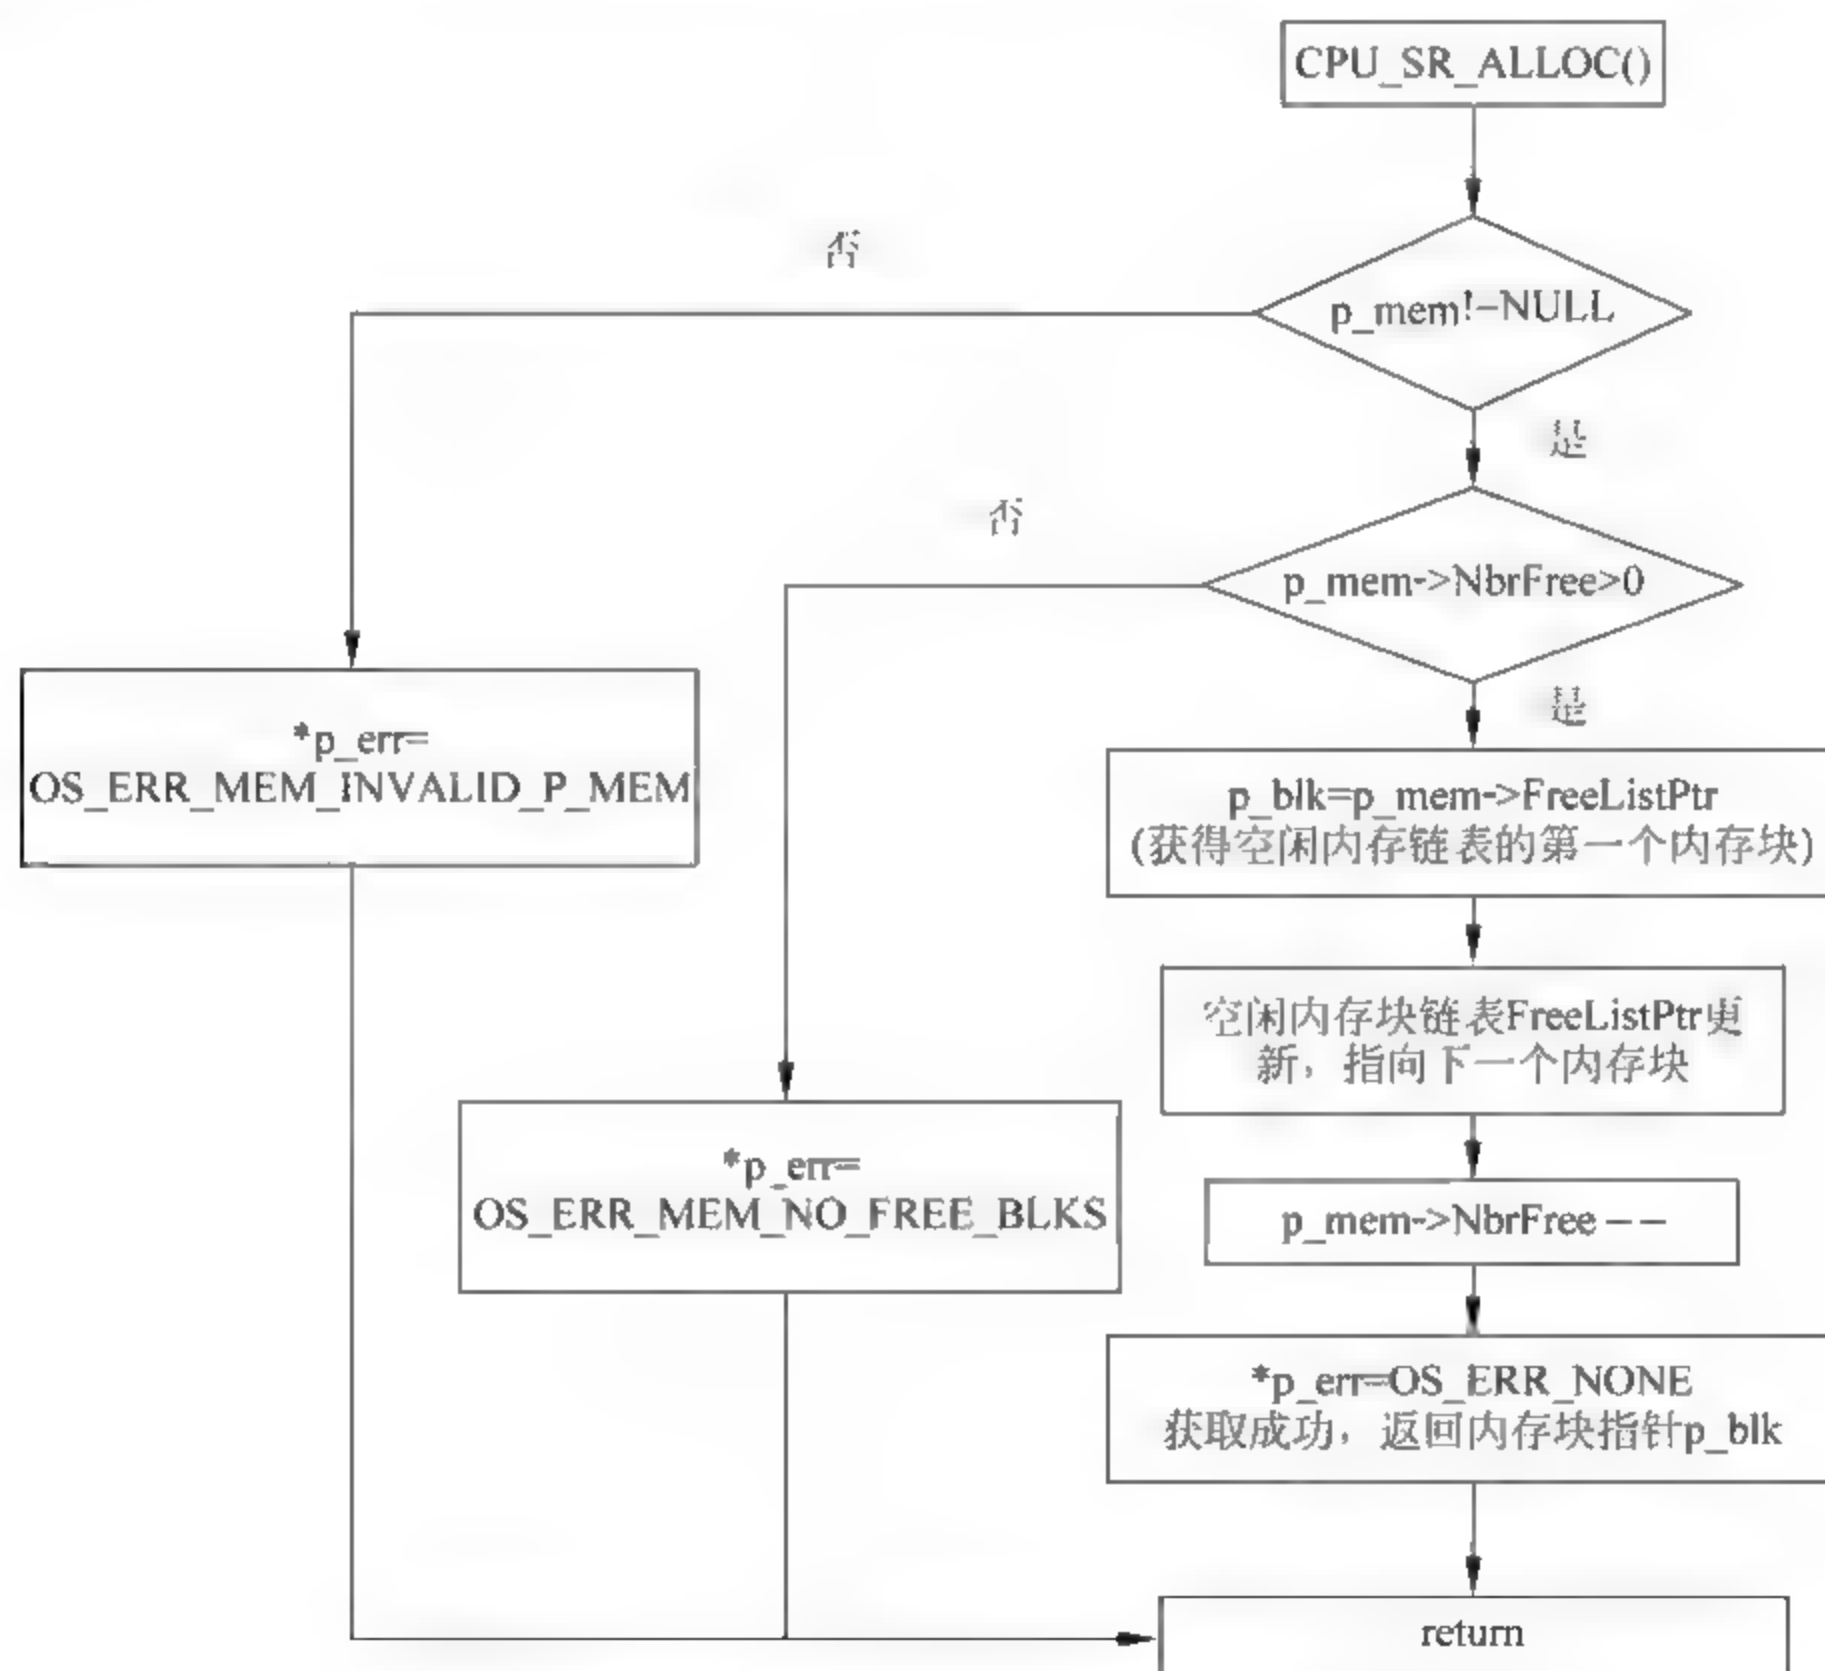 CPU_SR_ALLOC()
否
p_mem!=NULL
是
否
p_mem->NbrFree>0
是
*p_err=
OS_ERR_MEM_INVALID_P_MEM
p_blk=p_mem->FreeListPtr
(获得空闲内存链表的第一个内存块)
空闲内存块链表FreeListPtr更
新，指向下一个内存块
*p_err=
OS_ERR_MEM_NO_FREE_BLKS
p_mem->NbrFree--
*p_err=OS_ERR_NONE
获取成功，返回内存块指针p_blk
return